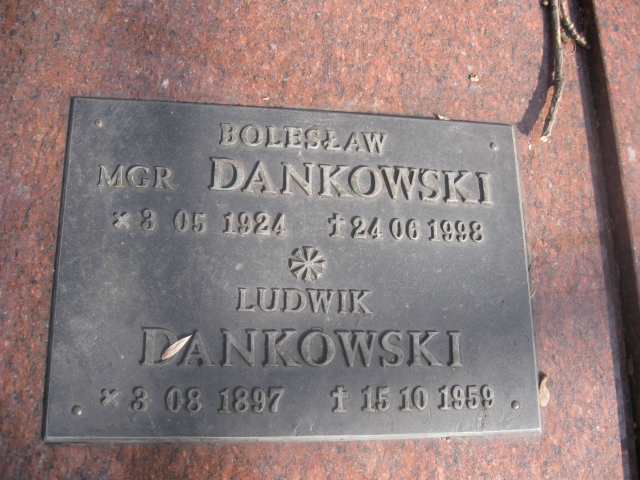 BOLESŁAW
MGR DANKOWSKI
× 3 05 1924 † 24 06 1998
LUDWIK
DANKOWSKI
× 3 08 1897 † 15 10 1959